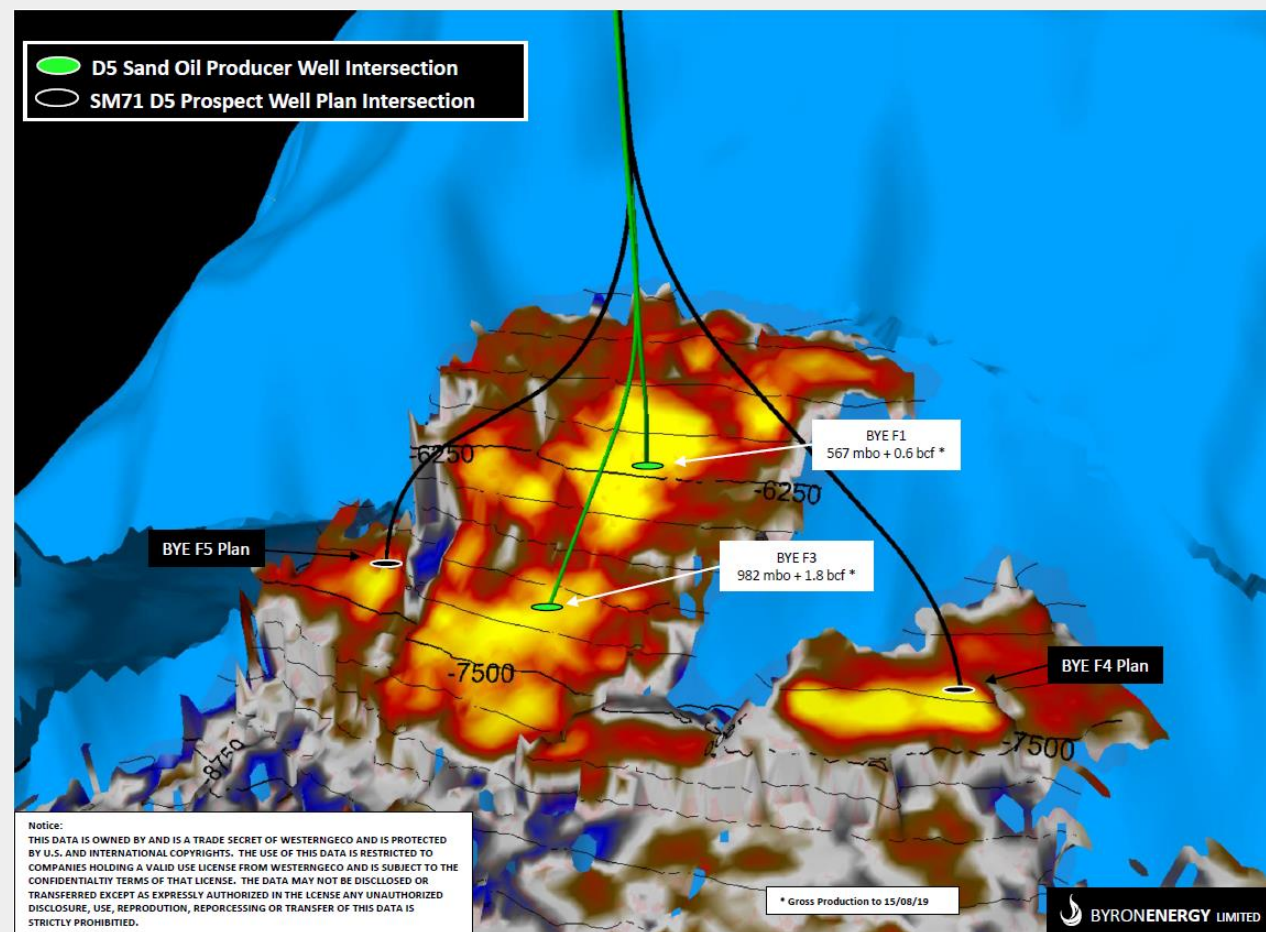 D5 Sand Oil Producer Well Intersection
SM71 D5 Prospect Well Plan Intersection
BYE F1
567 mbo + 0.6 bcf *
-6250
-6250
BYE F5 Plan
BYE F3
982 mbo + 1.8 bcf *
-7500
BYE F4 Plan
-7500
-8750
Notice:
THIS DATA IS OWNED BY AND IS A TRADE SECRET OF WESTERNGECO AND IS PROTECTED
BY U.S. AND INTERNATIONAL COPYRIGHTS. THE USE OF THIS DATA IS RESTRICTED TO
COMPANIES HOLDING A VALID USE LICENSE FROM WESTERNGECO AND IS SUBJECT TO THE
CONFIDENTIALTIY TERMS OF THAT LICENSE. THE DATA MAY NOT BE DISCLLOSED OR
TRANSFERRED EXCEPT AS EXPRESSLY AUTHORIZED IN THE LCENSE ANY UNAUTHORIZED
DISCLOSURE, USE, REPRODUTION, REPORCESSING OR TRANSFER OF THIS DATA IS
STRICTLY PROHIBITIED.
* Gross Production to 15/08/19
BYRONENERGY LIMITED